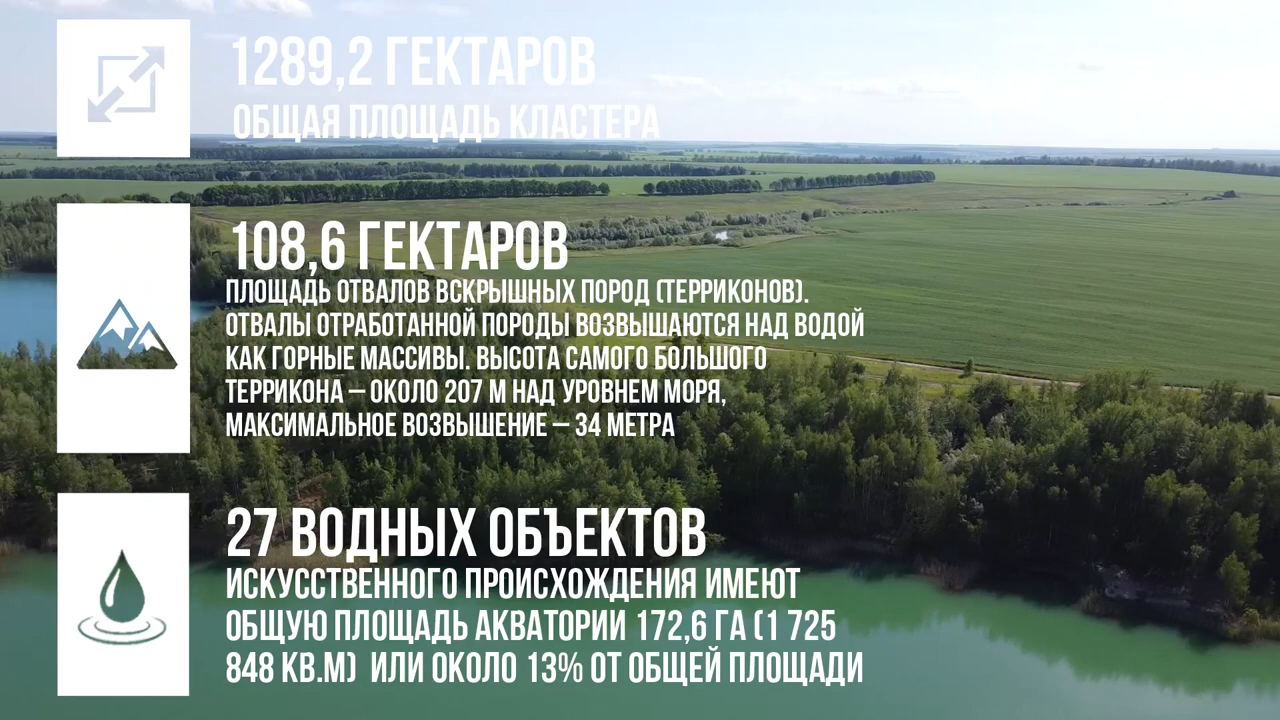 1289,2 ГЕКТАРОВ
ОБЩАЯ ПЛОЩАДЬ КЛАСТЕРА
108,6 ГЕКТАРОВ
ПЛОЩАДЬ ОТВАЛОВ ВСКРЫШНЫХ ПОРОД (ТЕРРИКОНОВ).
ОТВАЛЫ ОТРАБОТАННОЙ ПОРОДЫ ВОЗВЫШАЮТСЯ НАД ВОДОЙ
КАК ГОРНЫЕ МАССИВЫ. ВЫСОТА САМОГО БОЛЬШОГО
ТЕРРИКОНА – ОКОЛО 207 М НАД УРОВНЕМ МОРЯ,
МАКСИМАЛЬНОЕ ВОЗВЫШЕНИЕ – 34 МЕТРА
27 ВОДНЫХ ОБЪЕКТОВ
ИСКУССТВЕННОГО ПРОИСХОЖДЕНИЯ ИМЕЮТ
ОБЩУЮ ПЛОЩАДЬ АКВАТОРИИ 172,6 ГА (1 725
848 КВ.М) ИЛИ ОКОЛО 13% ОТ ОБЩЕЙ ПЛОЩАДИ